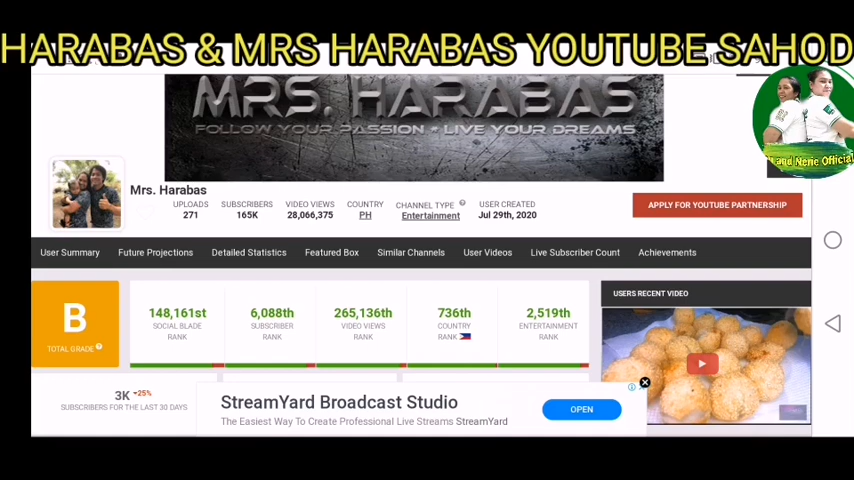 HARABAS & MRS HARABAS YOUTUBE SAHOD
MRS. HARABAS
FOLLOW YOUR PASSION ★ LIVE YOUR DREAMS
and Nerie Official
Mrs. Harabas
UPLOADS
271
SUBSCRIBERS
165K
VIDEO VIEWS
28,066,375
COUNTRY
PH
CHANNEL TYPE
Entertainment
USER CREATED
Jul 29th, 2020
APPLY FOR YOUTUBE PARTNERSHIP
User Summary Future Projections Detailed Statistics Featured Box Similar Channels User Videos Live Subscriber Count Achievements
B
TOTAL GRADE
148,161st
SOCIAL BLADE
RANK
6,088th
SUBSCRIBER
RANK
265,136th
VIDEO VIEWS
RANK
736th
COUNTRY
RANK
2,519th
ENTERTAINMENT
RANK
USERS RECENT VIDEO
3K -25%
SUBSCRIBERS FOR THE LAST 30 DAYS
StreamYard Broadcast Studio
The Easiest Way To Create Professional Live Streams StreamYard
OPEN